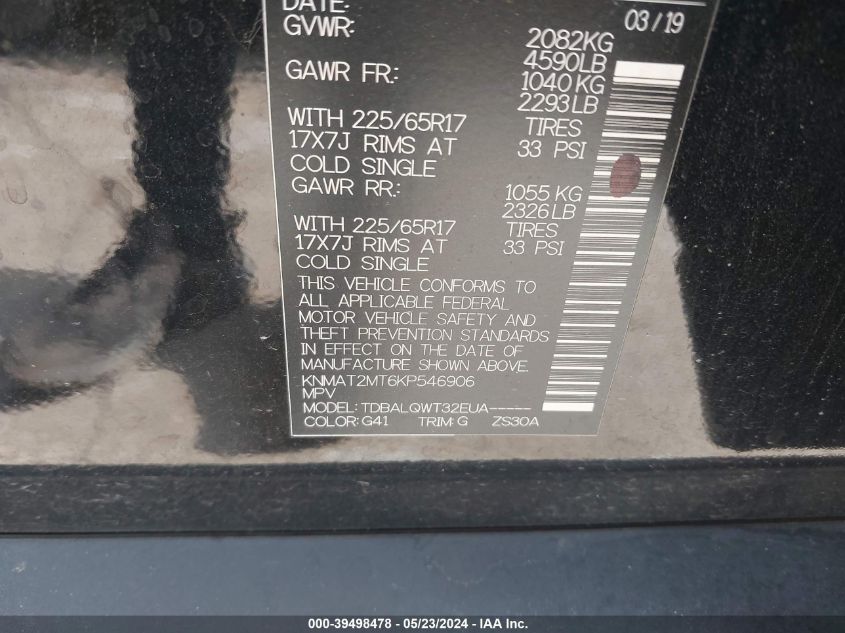 DATE: 03/19
GVWR: 2082KG
4590LB
GAWR FR.: 1040KG
2293LB
WITH 225/65R17 TIRES
17X7J RIMS AT 33 PSI
COLD SINGLE
GAWR RR.: 1055 KG
2326LB
WITH 225/65R17 TIRES
17X7J RIMS AT 33 PSI
COLD SINGLE
THIS VEHICLE CONFORMS TO
ALL APPLICABLE FEDERAL
MOTOR VEHICLE SAFETY AND
THEFT PREVENTION STANDARDS
IN EFFECT ON THE DATE OF
MANUFACTURE SHOWN ABOVE.
KNMAT2MT6KP546906
MPV
MODEL: TDBALQWT32EUA-----
COLOR: G41 TRIM: G ZS30A
000-39498478 - 05/23/2024 - IAA Inc.